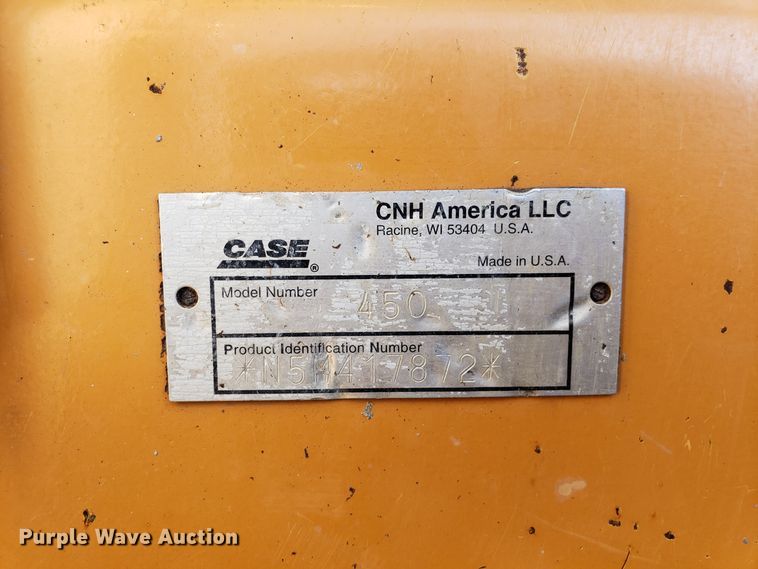 CNH America LLC
Racine, WI 53404 U.S.A.
CASE®
Made in U.S.A.
Model Number
450
Product Identification Number
Purple Wave Auction